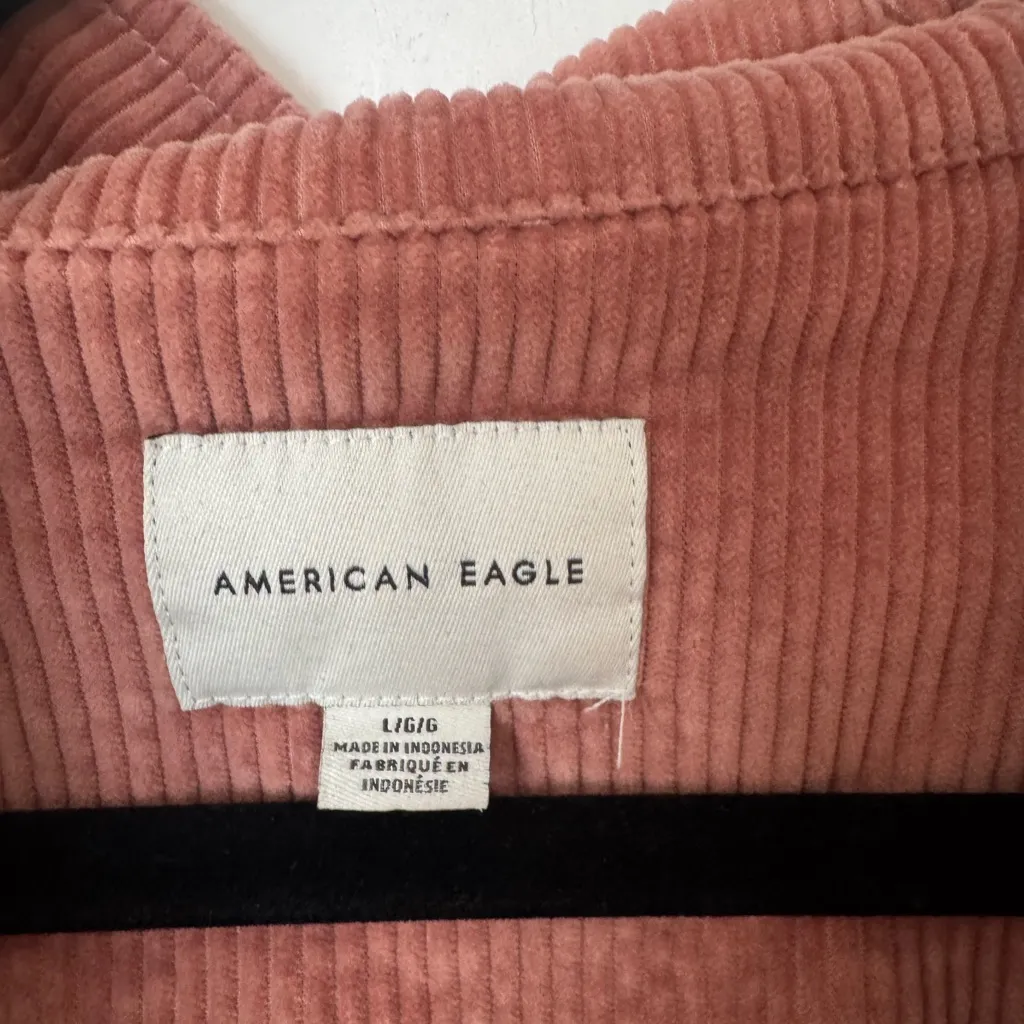 AMERICAN EAGLE
L/G/G
MADE IN INDONESIA
FABRIQUÉ EN
INDONÉSIE